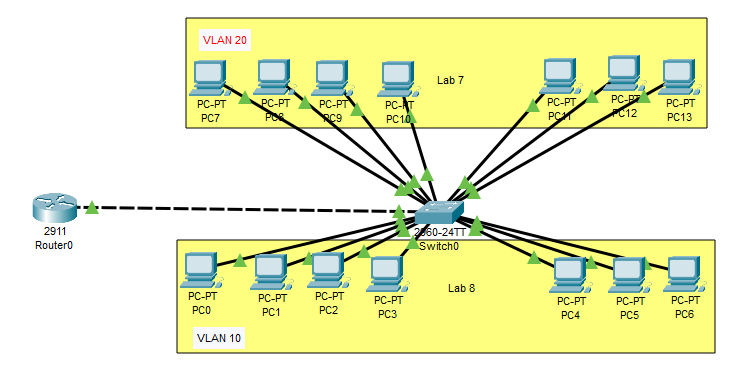 VLAN 20
Lab 7
PC-PT
PC7
PC-PT
PC8
PC-PT
PC9
PC-PT
PC10
PC-PT
PC11
PC-PT
PC12
PC-PT
PC13
2911
Router0
2960-24TT
Switch0
PC-PT
PC0
PC-PT
PC1
PC-PT
PC2
PC-PT
PC3
Lab 8
PC-PT
PC4
PC-PT
PC5
PC-PT
PC6
VLAN 10